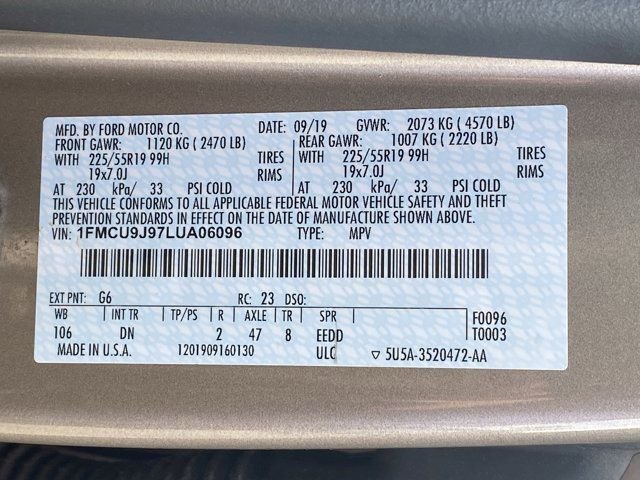 MFD. BY FORD MOTOR CO. DATE: 09/19 GVWR: 2073 KG ( 4570 LB)
FRONT GAWR: 1120 KG ( 2470 LB) REAR GAWR: 1007 KG ( 2220 LB)
WITH 225/55R19 99H TIRES WITH 225/55R19 99H TIRES
19x7.0J RIMS 19x7.0J RIMS
AT 230 kPa/ 33 PSI COLD AT 230 kPa/ 33 PSI COLD
THIS VEHICLE CONFORMS TO ALL APPLICABLE FEDERAL MOTOR VEHICLE SAFETY AND THEFT
PREVENTION STANDARDS IN EFFECT ON THE DATE OF MANUFACTURE SHOWN ABOVE.
VIN: 1FMCU9J97LUA06096 TYPE: MPV
EXT PNT: G6 RC: 23 DSO:
WB INT TR TP/PS R AXLE TR SPR F0096
106 DN 2 47 8 EEDD T0003
MADE IN U.S.A. 1201909160130 ULC ▽ 5U5A-3520472-AA